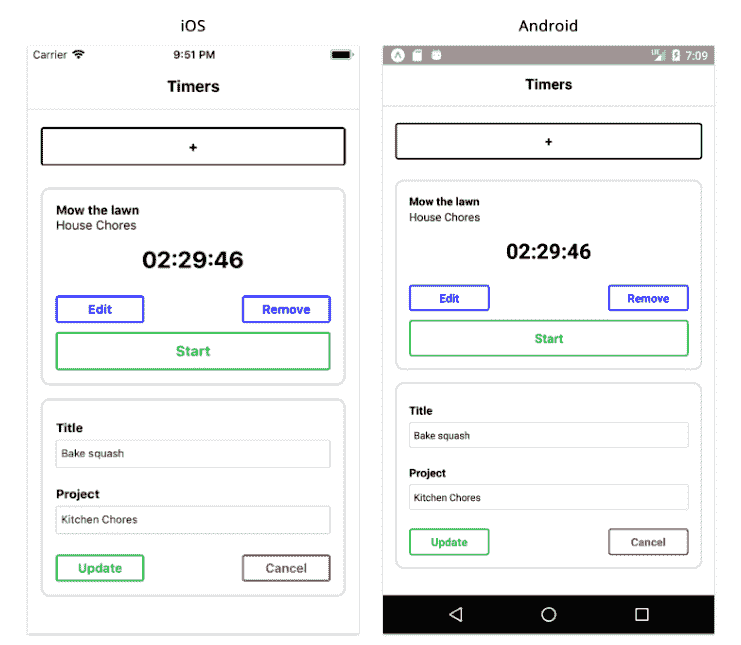 iOS
Carrier 9:51 PM
Timers
+
Mow the lawn
House Chores
02:29:46
Edit Remove
Start
Title
Bake squash
Project
Kitchen Chores
Update Cancel
Android
7:09
Timers
+
Mow the lawn
House Chores
02:29:46
Edit Remove
Start
Title
Bake squash
Project
Kitchen Chores
Update Cancel